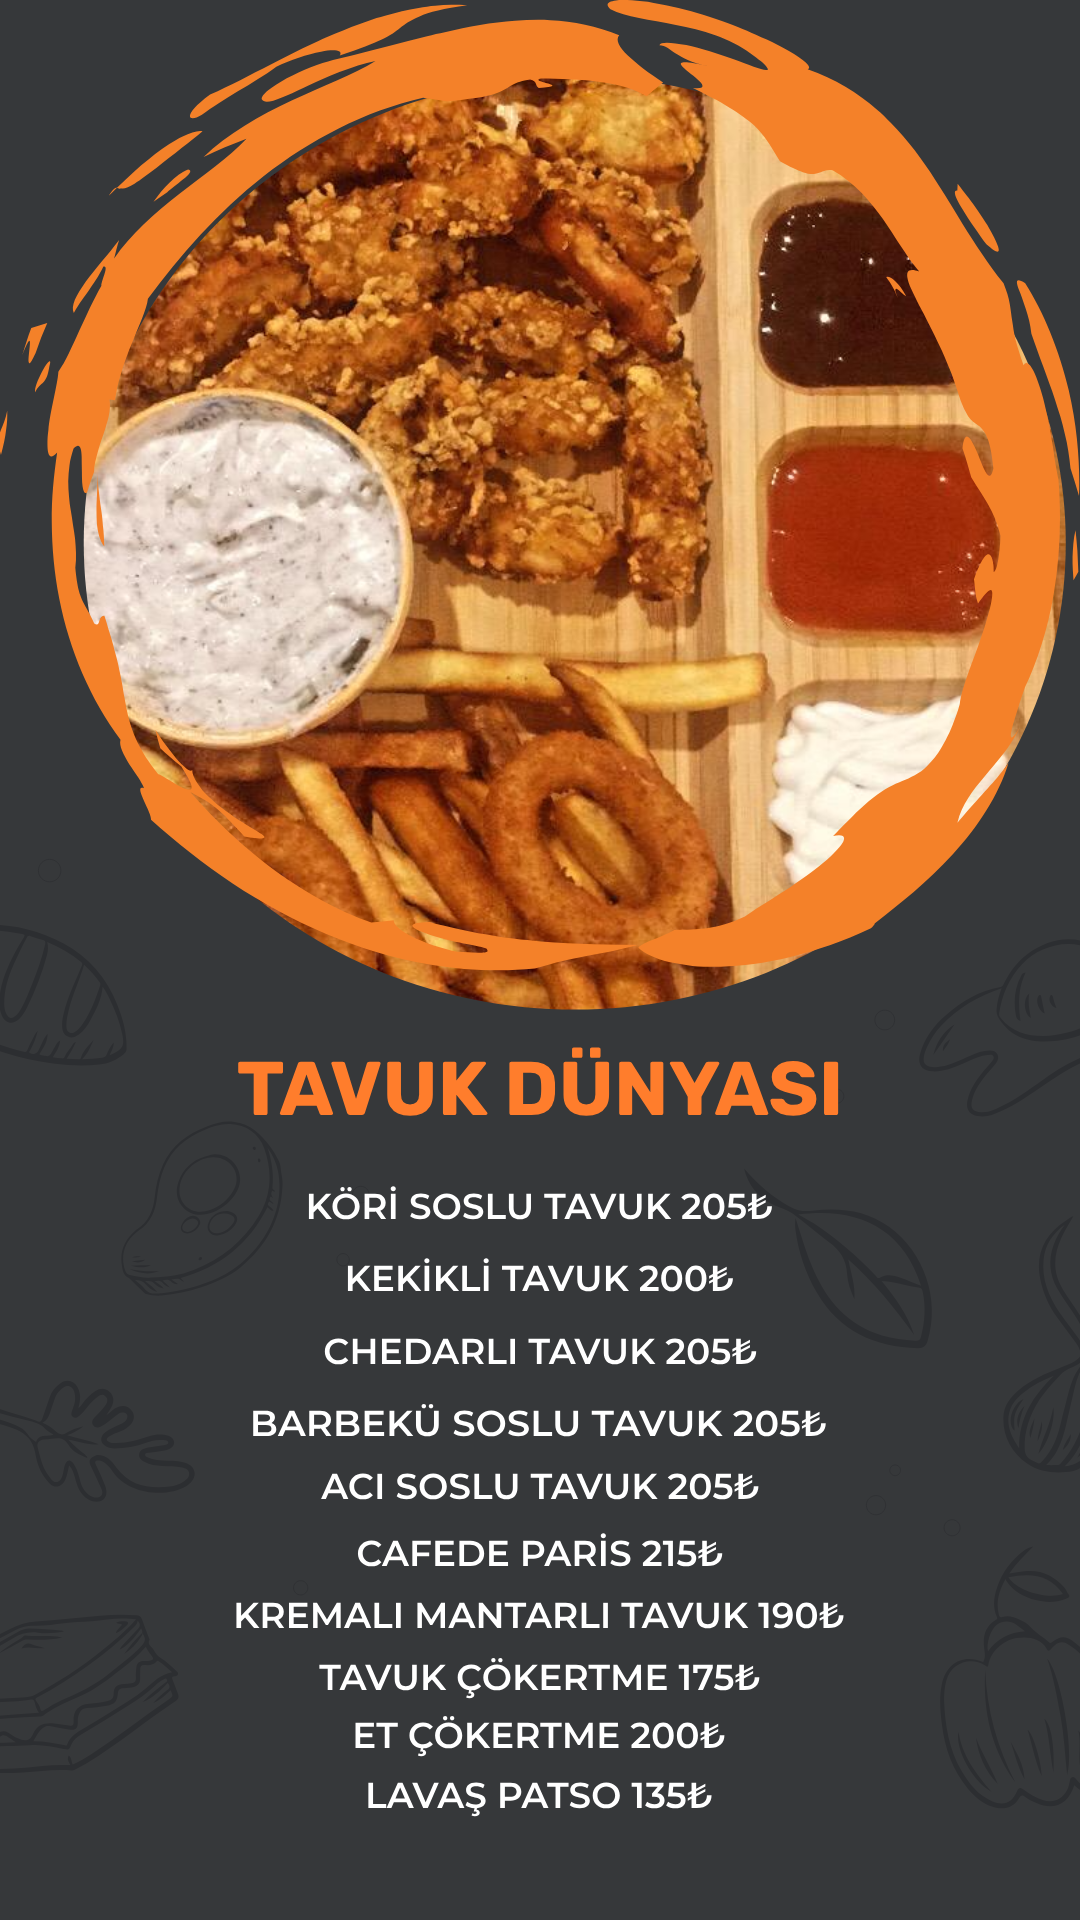 TAVUK DÜNYASI
KÖRİ SOSLU TAVUK 205₺
KEKİKLİ TAVUK 200₺
CHEDARLI TAVUK 205₺
BARBEKÜ SOSLU TAVUK 205₺
ACI SOSLU TAVUK 205₺
CAFEDE PARİS 215₺
KREMALI MANTARLI TAVUK 190₺
TAVUK ÇÖKERTME 175₺
ET ÇÖKERTME 200₺
LAVAŞ PATSO 135₺